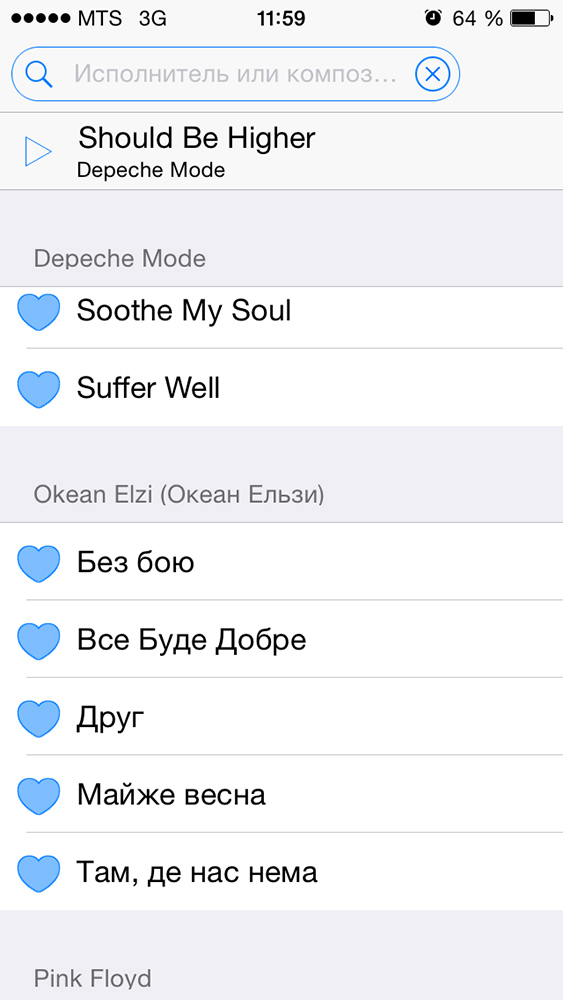 MTS 3G 11:59 64 %
Исполнитель или композ...
Should Be Higher
Depeche Mode
Depeche Mode
Soothe My Soul
Suffer Well
Okean Elzi (Океан Ельзи)
Без бою
Все Буде Добре
Друг
Майже весна
Там, де нас нема
Pink Floyd